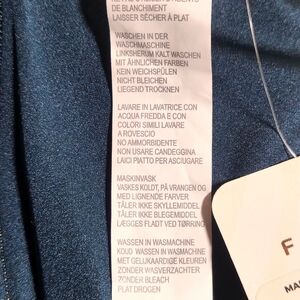 DE BLANCHIMENT
LAISSER SÉCHER À PLAT
WASCHEN IN DER
WASCHMASCHINE
LINKSHERUM KALT WASCHEN
MIT ÄHNLICHEN FARBEN
KEIN WEICHSPÜLEN
NICHT BLEICHEN
LIEGEND TROCKNEN
LAVARE IN LAVATRICE CON
ACQUA FREDDA E CON
COLORI SIMILI LAVARE
A ROVESCIO
NO AMMORBIDENTE
NON USARE CANDEGGINA
LAICI PIATTO PER ASCIUGARE
MASKINVASK
VASKES KOLDT, PÅ VRANGEN OG
MED LIGNENDE FARVER
TÅLER IKKE SKYLLEMIDDEL
TÅLER IKKE BLEGEMIDDEL
LÆGGES FLADT VED TØRRING
WASSEN IN WASMACHINE
KOUD WASSEN IN WASMACHINE
MET GELIJKAARDIGE KLEUREN
ZONDER WASVERZACHTER
ZONDER BLEACH
PLAT DROGEN
F
MA